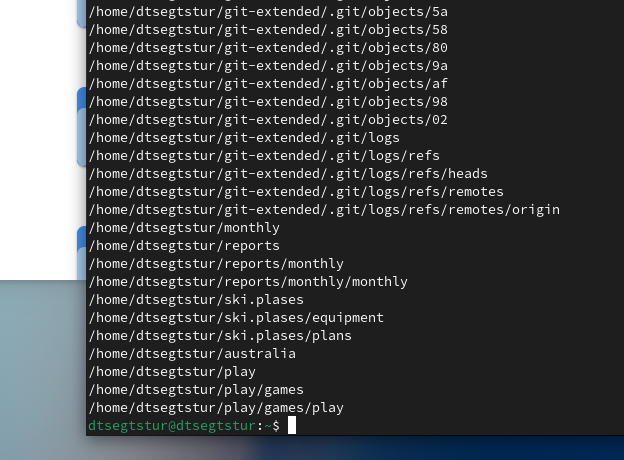 /home/dtsegtstur/git-extended/.git/objects/5a
/home/dtsegtstur/git-extended/.git/objects/58
/home/dtsegtstur/git-extended/.git/objects/80
/home/dtsegtstur/git-extended/.git/objects/9a
/home/dtsegtstur/git-extended/.git/objects/af
/home/dtsegtstur/git-extended/.git/objects/98
/home/dtsegtstur/git-extended/.git/objects/02
/home/dtsegtstur/git-extended/.git/logs
/home/dtsegtstur/git-extended/.git/logs/refs
/home/dtsegtstur/git-extended/.git/logs/refs/heads
/home/dtsegtstur/git-extended/.git/logs/refs/remotes
/home/dtsegtstur/git-extended/.git/logs/refs/remotes/origin
/home/dtsegtstur/monthly
/home/dtsegtstur/reports
/home/dtsegtstur/reports/monthly
/home/dtsegtstur/reports/monthly/monthly
/home/dtsegtstur/ski.plases
/home/dtsegtstur/ski.plases/equipment
/home/dtsegtstur/ski.plases/plans
/home/dtsegtstur/australia
/home/dtsegtstur/play
/home/dtsegtstur/play/games
/home/dtsegtstur/play/games/play
dtsegtstur@dtsegtstur:~$